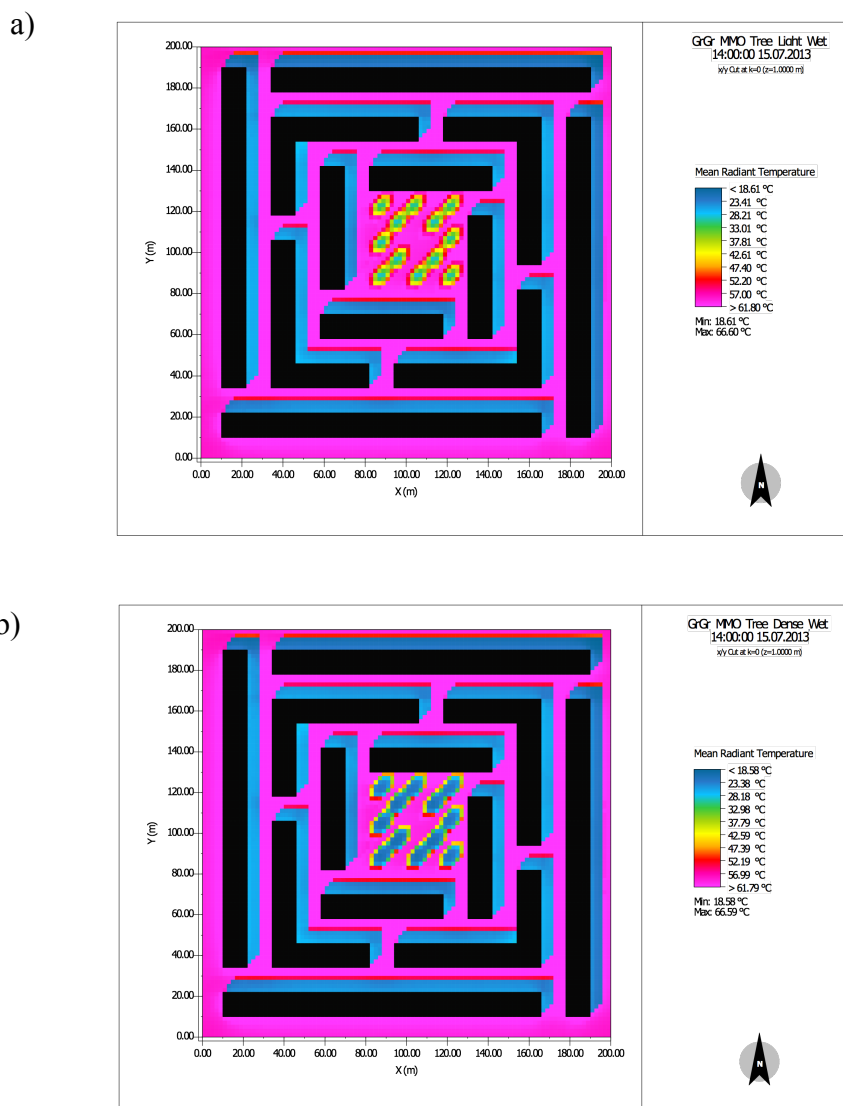 a)
GrGr MMO Tree Light Wet
14:00:00 15.07.2013
x/y Cut at k=0 (z=1.0000 m)
200.00
180.00
160.00
140.00
120.00
100.00
80.00
60.00
40.00
20.00
0.00
Y (m)
0.00 20.00 40.00 60.00 80.00 100.00 120.00 140.00 160.00 180.00 200.00
X (m)
Mean Radiant Temperature
< 18.61 °C
23.41 °C
28.21 °C
33.01 °C
37.81 °C
42.61 °C
47.40 °C
52.20 °C
57.00 °C
> 61.80 °C
Min: 18.61 °C
Max: 66.60 °C
N
b)
GrGr MMO Tree Dense Wet
14:00:00 15.07.2013
x/y Cut at k=0 (z=1.0000 m)
200.00
180.00
160.00
140.00
120.00
100.00
80.00
60.00
40.00
20.00
0.00
Y (m)
0.00 20.00 40.00 60.00 80.00 100.00 120.00 140.00 160.00 180.00 200.00
X (m)
Mean Radiant Temperature
< 18.58 °C
23.38 °C
28.18 °C
32.98 °C
37.79 °C
42.59 °C
47.39 °C
52.19 °C
56.99 °C
> 61.79 °C
Min: 18.58 °C
Max: 66.59 °C
N